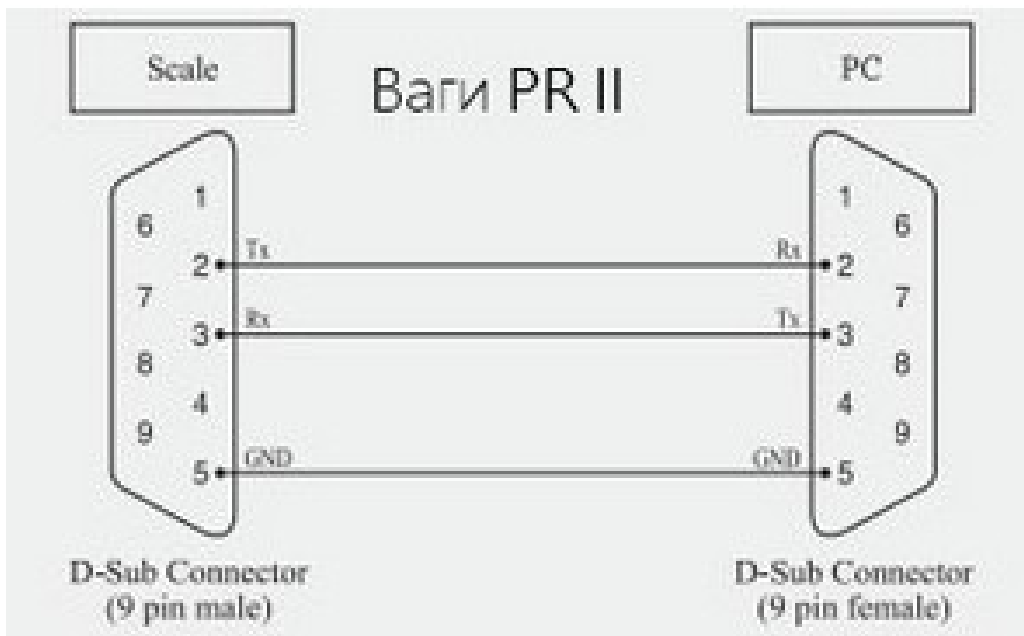 Scale
Ваги PR II
PC
1
6
2
7
3
8
4
9
5
Tx
Rx
GND
Rx
Tx
GND
1
6
2
7
3
8
4
9
5
D-Sub Connector
(9 pin male)
D-Sub Connector
(9 pin female)